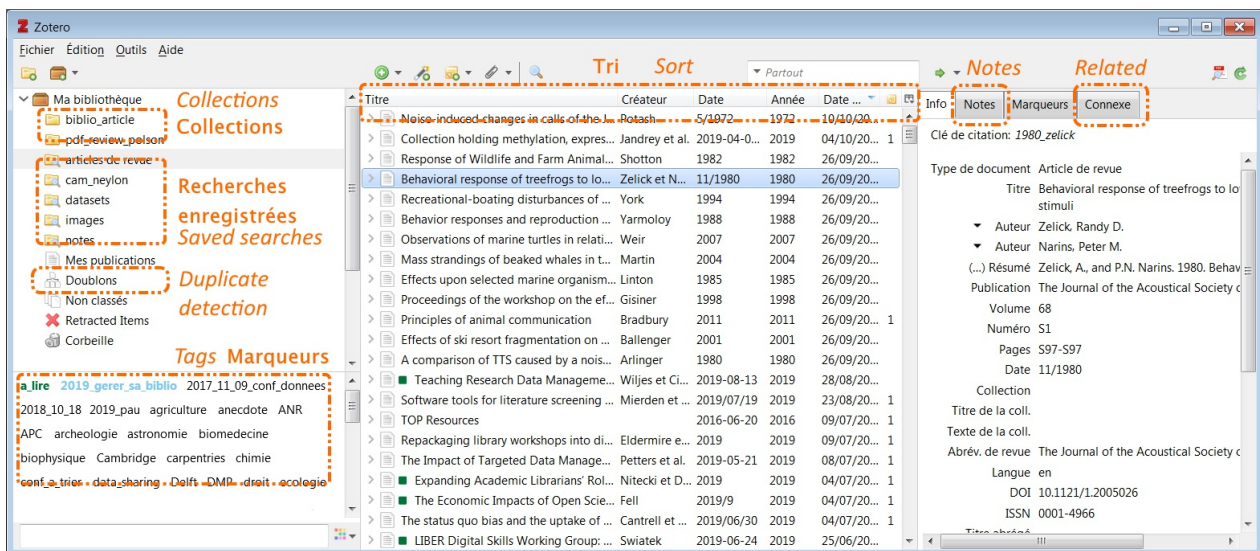 Zotero
Fichier Édition Outils Aide
Tri Sort
Partout
Notes
Related
Ma bibliothèque
biblio_article
pdf_review_polson
articles de revue
cam_neylon
datasets
images
notes
Mes publications
Doublons
Non classés
Retracted Items
Corbeille
Collections
Collections
Recherches
enregistrées
Saved searches
Duplicate
detection
Tags Marqueurs
a_lire 2019_gerer_sa_biblio 2017_11_09_conf_donnees
2018_10_18 2019_pau agriculture anecdote ANR
APC archeologie astronomie biomedecine
biophysique Cambridge carpentries chimie
conf_a_trier data_sharing Delft DMP droit ecologie
Titre Créateur Date Année Date ...
Noise-induced changes in calls of the J... Potash 5/1972 1972 10/10/20...
Collection holding methylation, expres... Jandrey et al. 2019-04-0... 2019 04/10/20... 1
Response of Wildlife and Farm Animal... Shotton 1982 1982 26/09/20...
Behavioral response of treefrogs to lo... Zelick et N... 11/1980 1980 26/09/20...
Recreational-boating disturbances of ... York 1994 1994 26/09/20...
Behavior responses and reproduction ... Yarmoloy 1988 1988 26/09/20...
Observations of marine turtles in relati... Weir 2007 2007 26/09/20...
Mass strandings of beaked whales in t... Martin 2004 2004 26/09/20...
Effects upon selected marine organism... Linton 1985 1985 26/09/20...
Proceedings of the workshop on the ef... Gisiner 1998 1998 26/09/20...
Principles of animal communication Bradbury 2011 2011 26/09/20... 1
Effects of ski resort fragmentation on ... Ballenger 2001 2001 26/09/20...
A comparison of TTS caused by a nois... Arlinger 1980 1980 26/09/20...
Teaching Research Data Manageme... Wiljes et Ci... 2019-08-13 2019 28/08/20...
Software tools for literature screening ... Mierden et ... 2019/07/19 2019 23/08/20... 1
TOP Resources 2016-06-20 2016 09/07/20... 1
Repackaging library workshops into di... Eldermire e... 2019 2019 09/07/20... 1
The Impact of Targeted Data Manage... Petters et al. 2019-05-21 2019 08/07/20... 1
Expanding Academic Librarians' Rol... Nitecki et D... 2019 2019 04/07/20... 1
The Economic Impacts of Open Scie... Fell 2019/9 2019 04/07/20... 1
The status quo bias and the uptake of ... Cantrell et ... 2019/06/30 2019 04/07/20... 1
LIBER Digital Skills Working Group: ... Swiatek 2019-06-24 2019 25/06/20...
Info Notes Marqueurs Connexe
Clé de citation: 1980_zelick
Type de document Article de revue
Titre Behavioral response of treefrogs to lo
stimuli
Auteur Zelick, Randy D.
Auteur Narins, Peter M.
(...) Résumé Zelick, A., and P.N. Narins. 1980. Behav
Publication The Journal of the Acoustical Society o
Volume 68
Numéro S1
Pages S97-S97
Date 11/1980
Collection
Titre de la coll.
Texte de la coll.
Abrév. de revue The Journal of the Acoustical Society o
Langue en
DOI 10.1121/1.2005026
ISSN 0001-4966
Titre abrégé